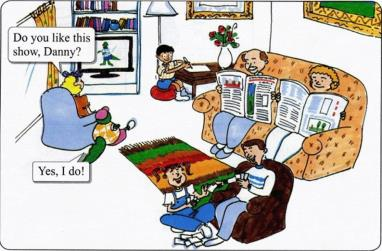 Do you like this
show, Danny?
Yes, I do!